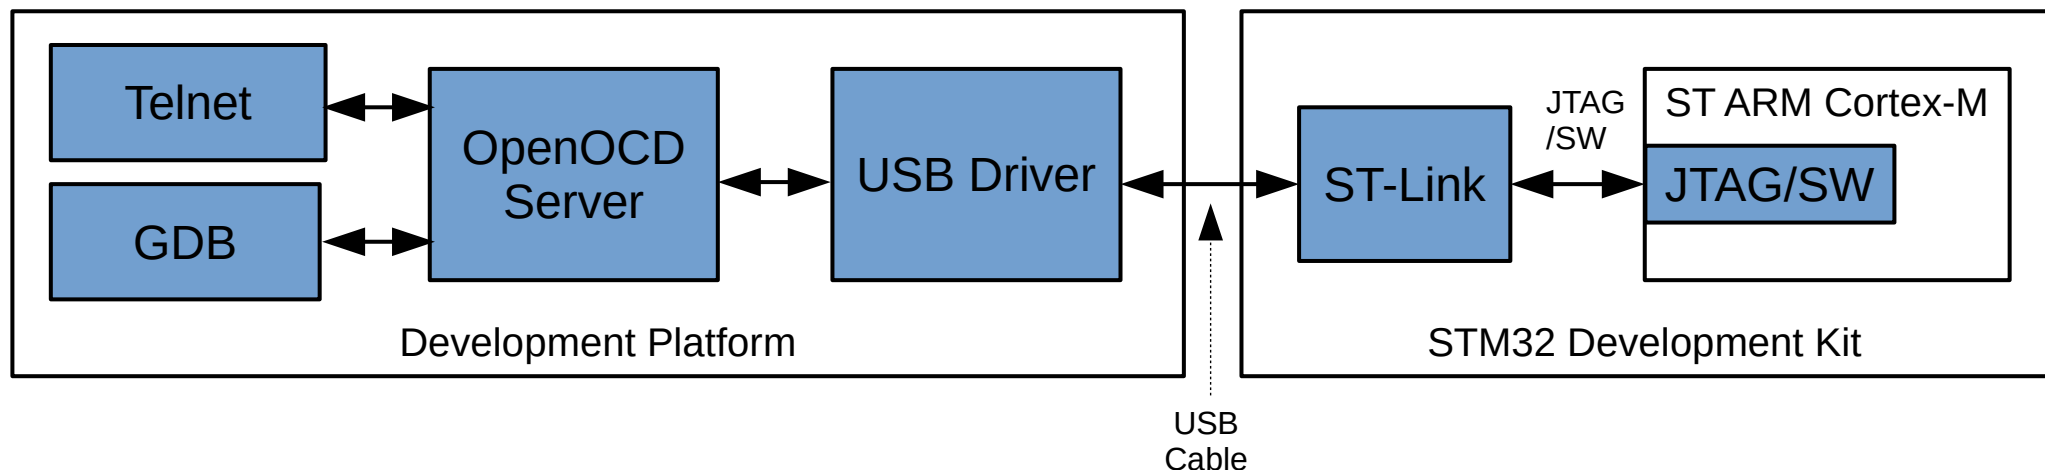 Telnet
GDB
OpenOCD
Server
USB Driver
Development Platform
USB
Cable
ST-Link
JTAG
/SW
ST ARM Cortex-M
JTAG/SW
STM32 Development Kit